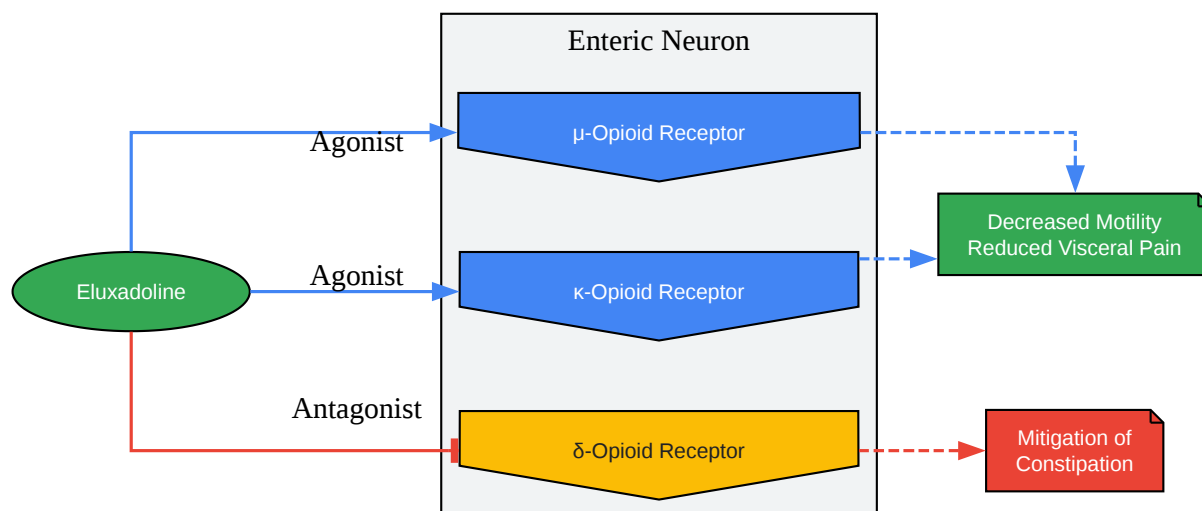 Enteric Neuron
Agonist
μ-Opioid Receptor
Decreased Motility
Reduced Visceral Pain
Eluxadoline
Agonist
κ-Opioid Receptor
Antagonist
δ-Opioid Receptor
Mitigation of
Constipation